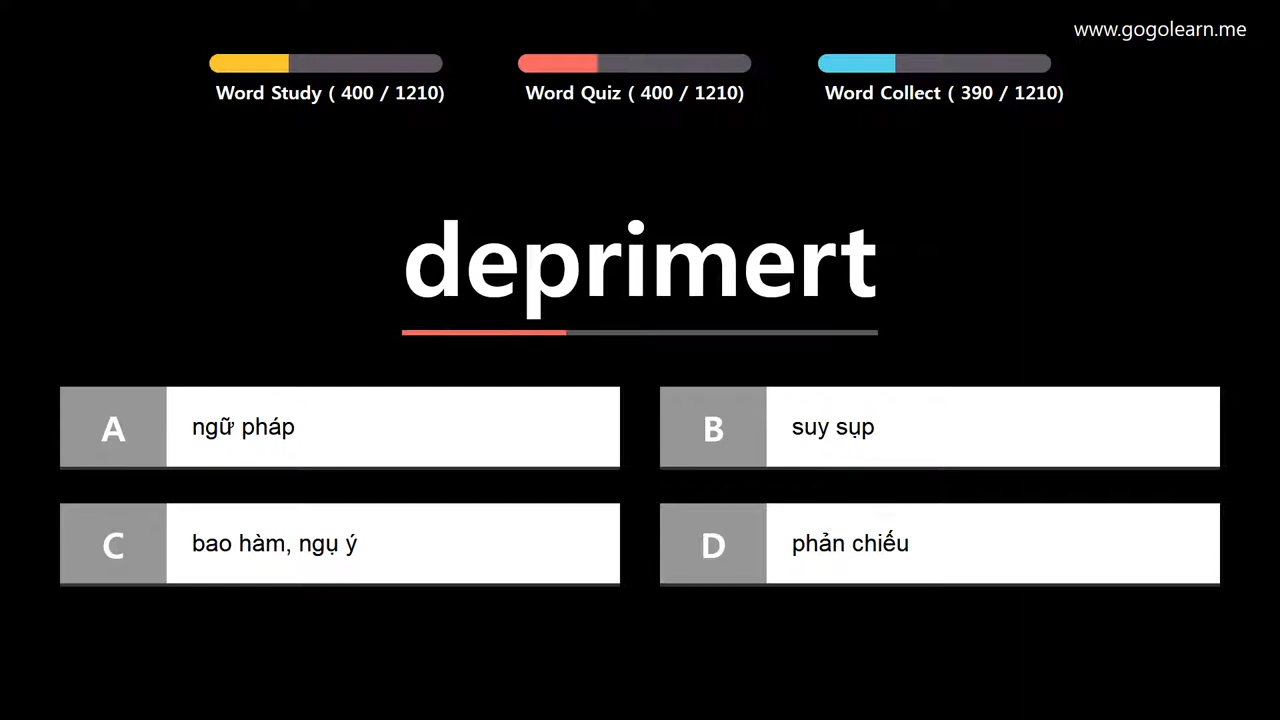 www.gogolearn.me
Word Study ( 400 / 1210)
Word Quiz ( 400 / 1210)
Word Collect ( 390 / 1210)
deprimert
A ngữ pháp
B suy sụp
C bao hàm, ngụ ý
D phản chiếu